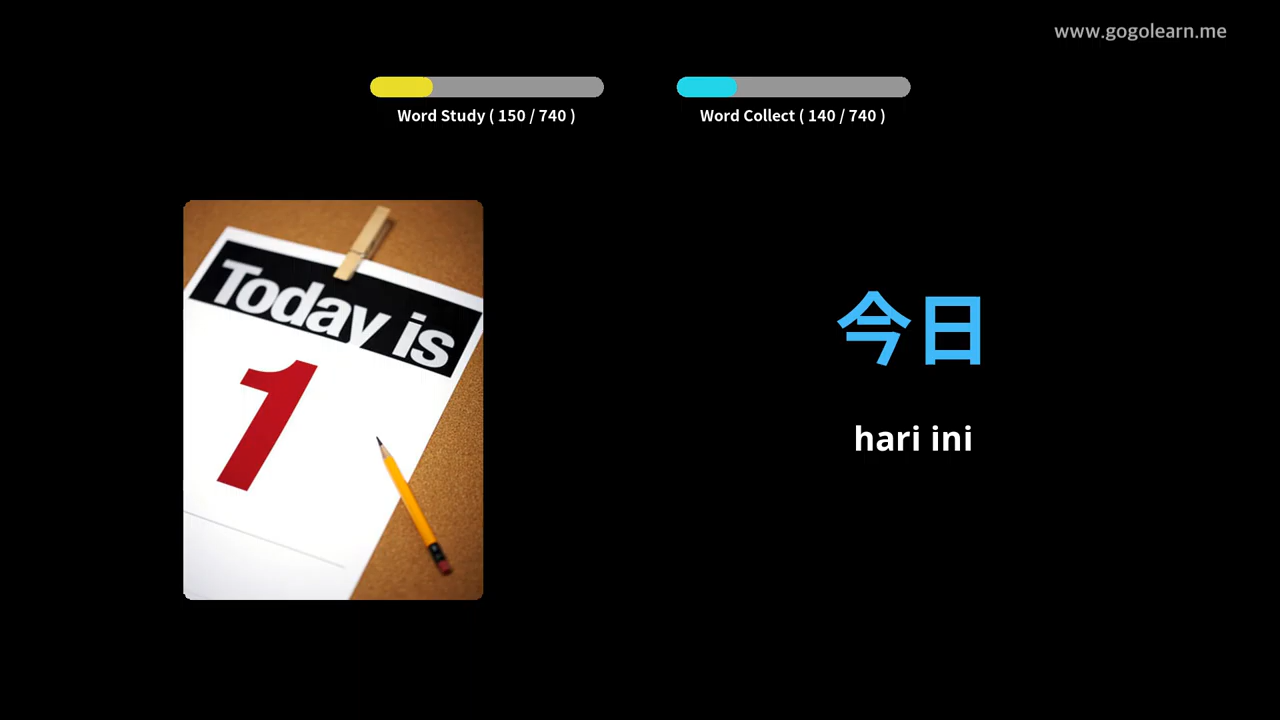 www.gogolearn.me
Word Study ( 150 / 740 )
Word Collect ( 140 / 740 )
Today is
1
今日
hari ini